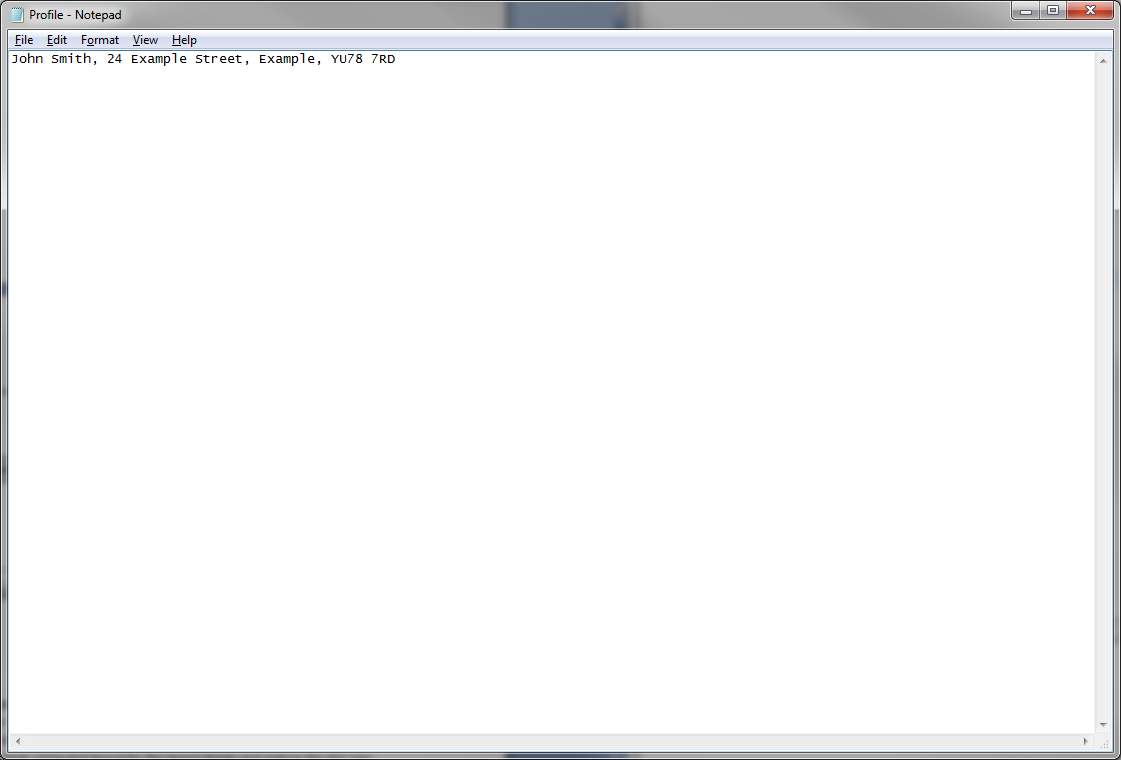 Profile - Notepad
File Edit Format View Help
John Smith, 24 Example Street, Example, YU78 7RD